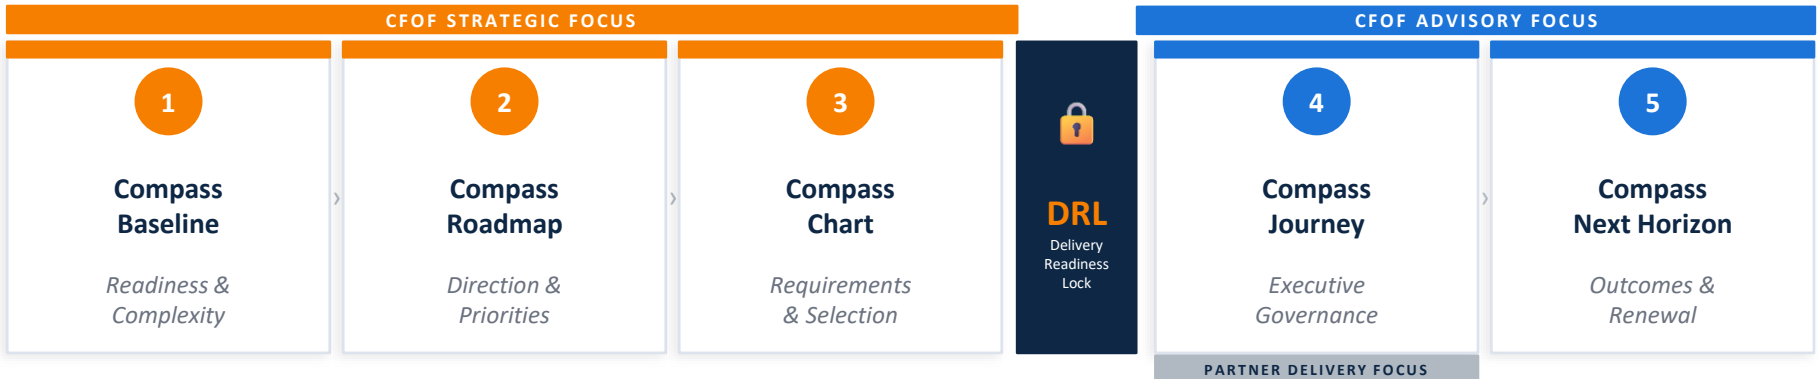 CFOF STRATEGIC FOCUS
CFOF ADVISORY FOCUS
1
Compass
Baseline
Readiness &
Complexity
2
Compass
Roadmap
Direction &
Priorities
3
Compass
Chart
Requirements
& Selection
DRL
Delivery
Readiness
Lock
4
Compass
Journey
Executive
Governance
PARTNER DELIVERY FOCUS
5
Compass
Next Horizon
Outcomes &
Renewal